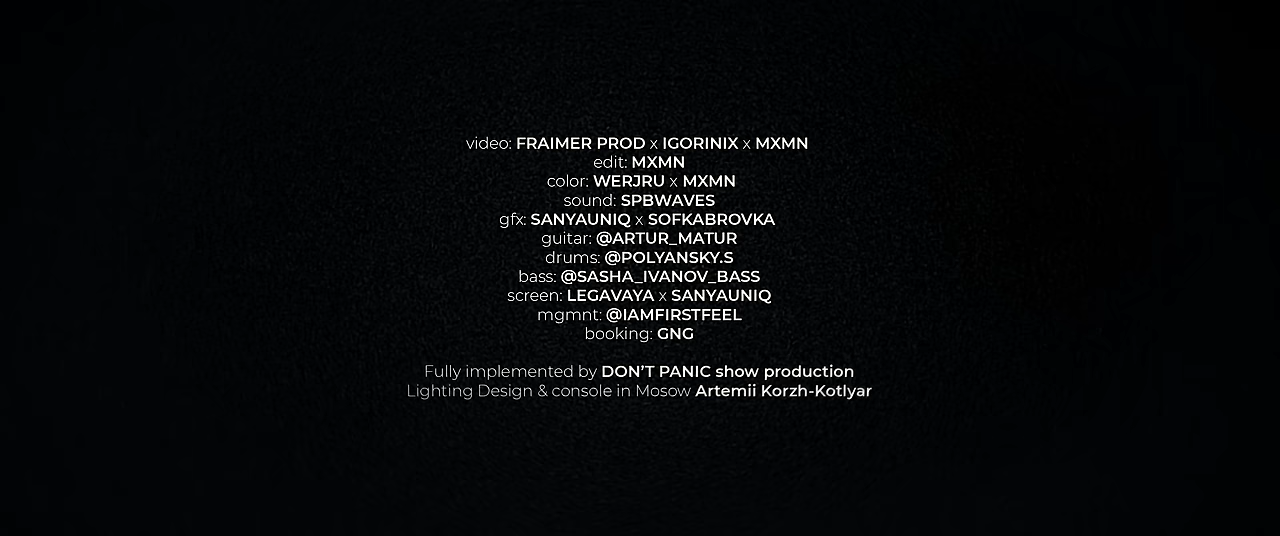 video: FRAIMER PROD x IGORINIX x MXMN
edit: MXMN
color: WERJRU x MXMN
sound: SPBWAVES
gfx: SANYAUNIQ x SOFKABROVKA
guitar: @ARTUR_MATUR
drums: @POLYANSKY.S
bass: @SASHA_IVANOV_BASS
screen: LEGAVAYA x SANYAUNIQ
mgmnt: @IAMFIRSTFEEL
booking: GNG
Fully implemented by DON'T PANIC show production
Lighting Design & console in Mosow Artemii Korzh-Kotlyar